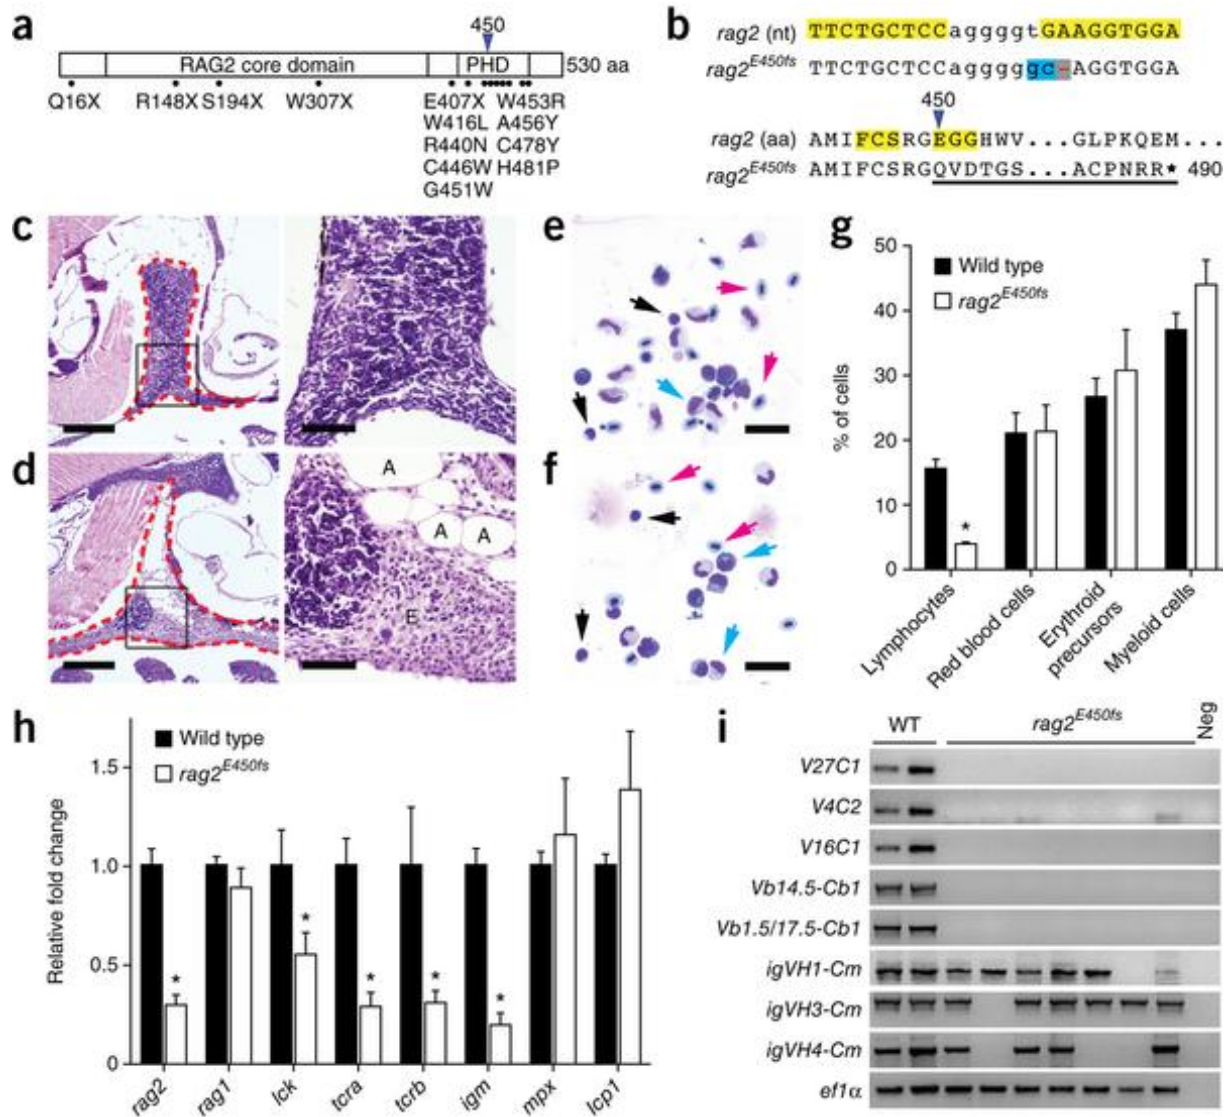 a
450
RAG2 core domain PHD 530 aa
Q16X R148X S194X W307X E407X W453R
W416L A456Y
R440N C478Y
C446W H481P
G451W
b
rag2 (nt) TTCTGCTCCaggggtGAAGGTGGA
rag2E450fs TTCTGCTCCagggggc-AGGTGGA
450
rag2 (aa) AMIFCSRGEGGHWV...GLPKQEM...
rag2E450fs AMIFCSRGQVDTGS...ACPNRR★ 490
c
d
A
A
A
E
e
f
g
50
40
30
20
10
0
% of cells
Wild type
rag2E450fs
*
Lymphocytes
Red blood cells
Erythroid
precursors
Myeloid cells
h
Wild type
rag2E450fs
1.5
1.0
0.5
0
Relative fold change
* * * * *
rag2 rag1 lck tcra tcrb igm mpx lcp1
i
WT rag2E450fs Neg
V27C1
V4C2
V16C1
Vb14.5-Cb1
Vb1.5/17.5-Cb1
igVH1-Cm
igVH3-Cm
igVH4-Cm
ef1α